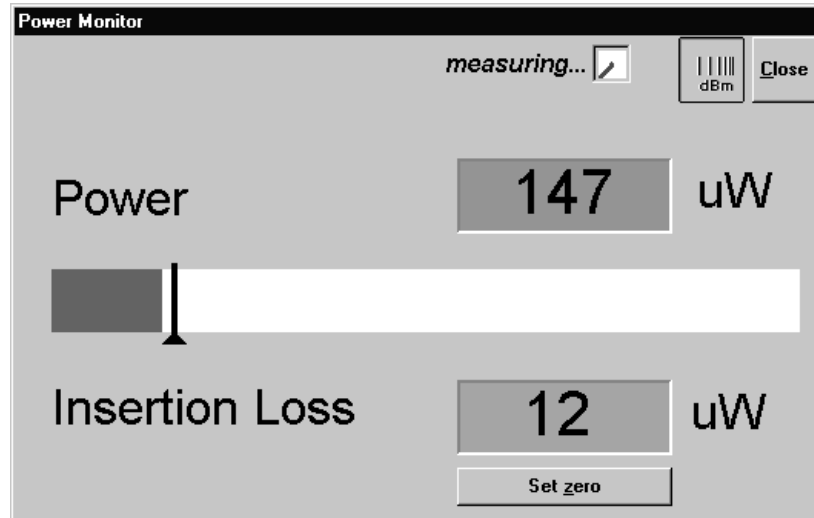 Power Monitor
measuring...
dBm
Close
Power
147
uW
Insertion Loss
12
uW
Set zero